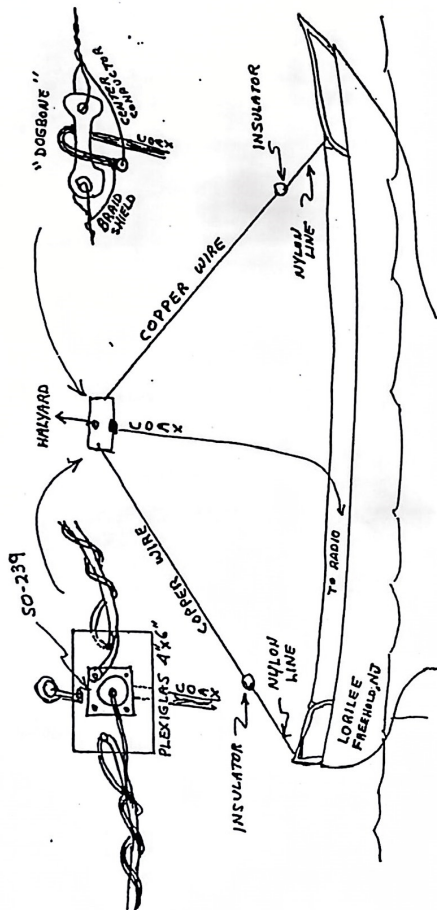 "DOGBONE"
CENTER
CONDUCTOR
COAX
BRAID
SHIELD
HALYARD
COAX
COPPER WIRE
INSULATOR
NYLON
LINE
SO-239
PLEXIGLAS 4"X6"
COAX
COPPER WIRE
INSULATOR
NYLON
LINE
TO RADIO
LORILEE
FREEHOLD, NJ